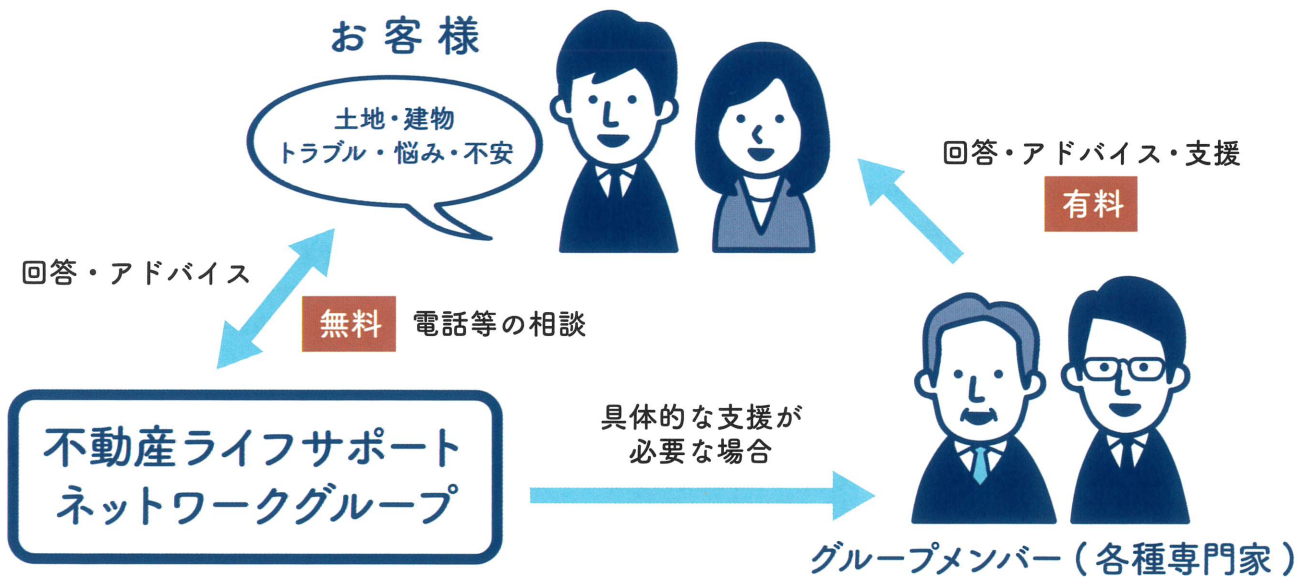 お客様
土地・建物
トラブル・悩み・不安
回答・アドバイス・支援
有料
回答・アドバイス
無料
電話等の相談
不動産ライフサポート
ネットワークグループ
具体的な支援が
必要な場合
グループメンバー(各種専門家)